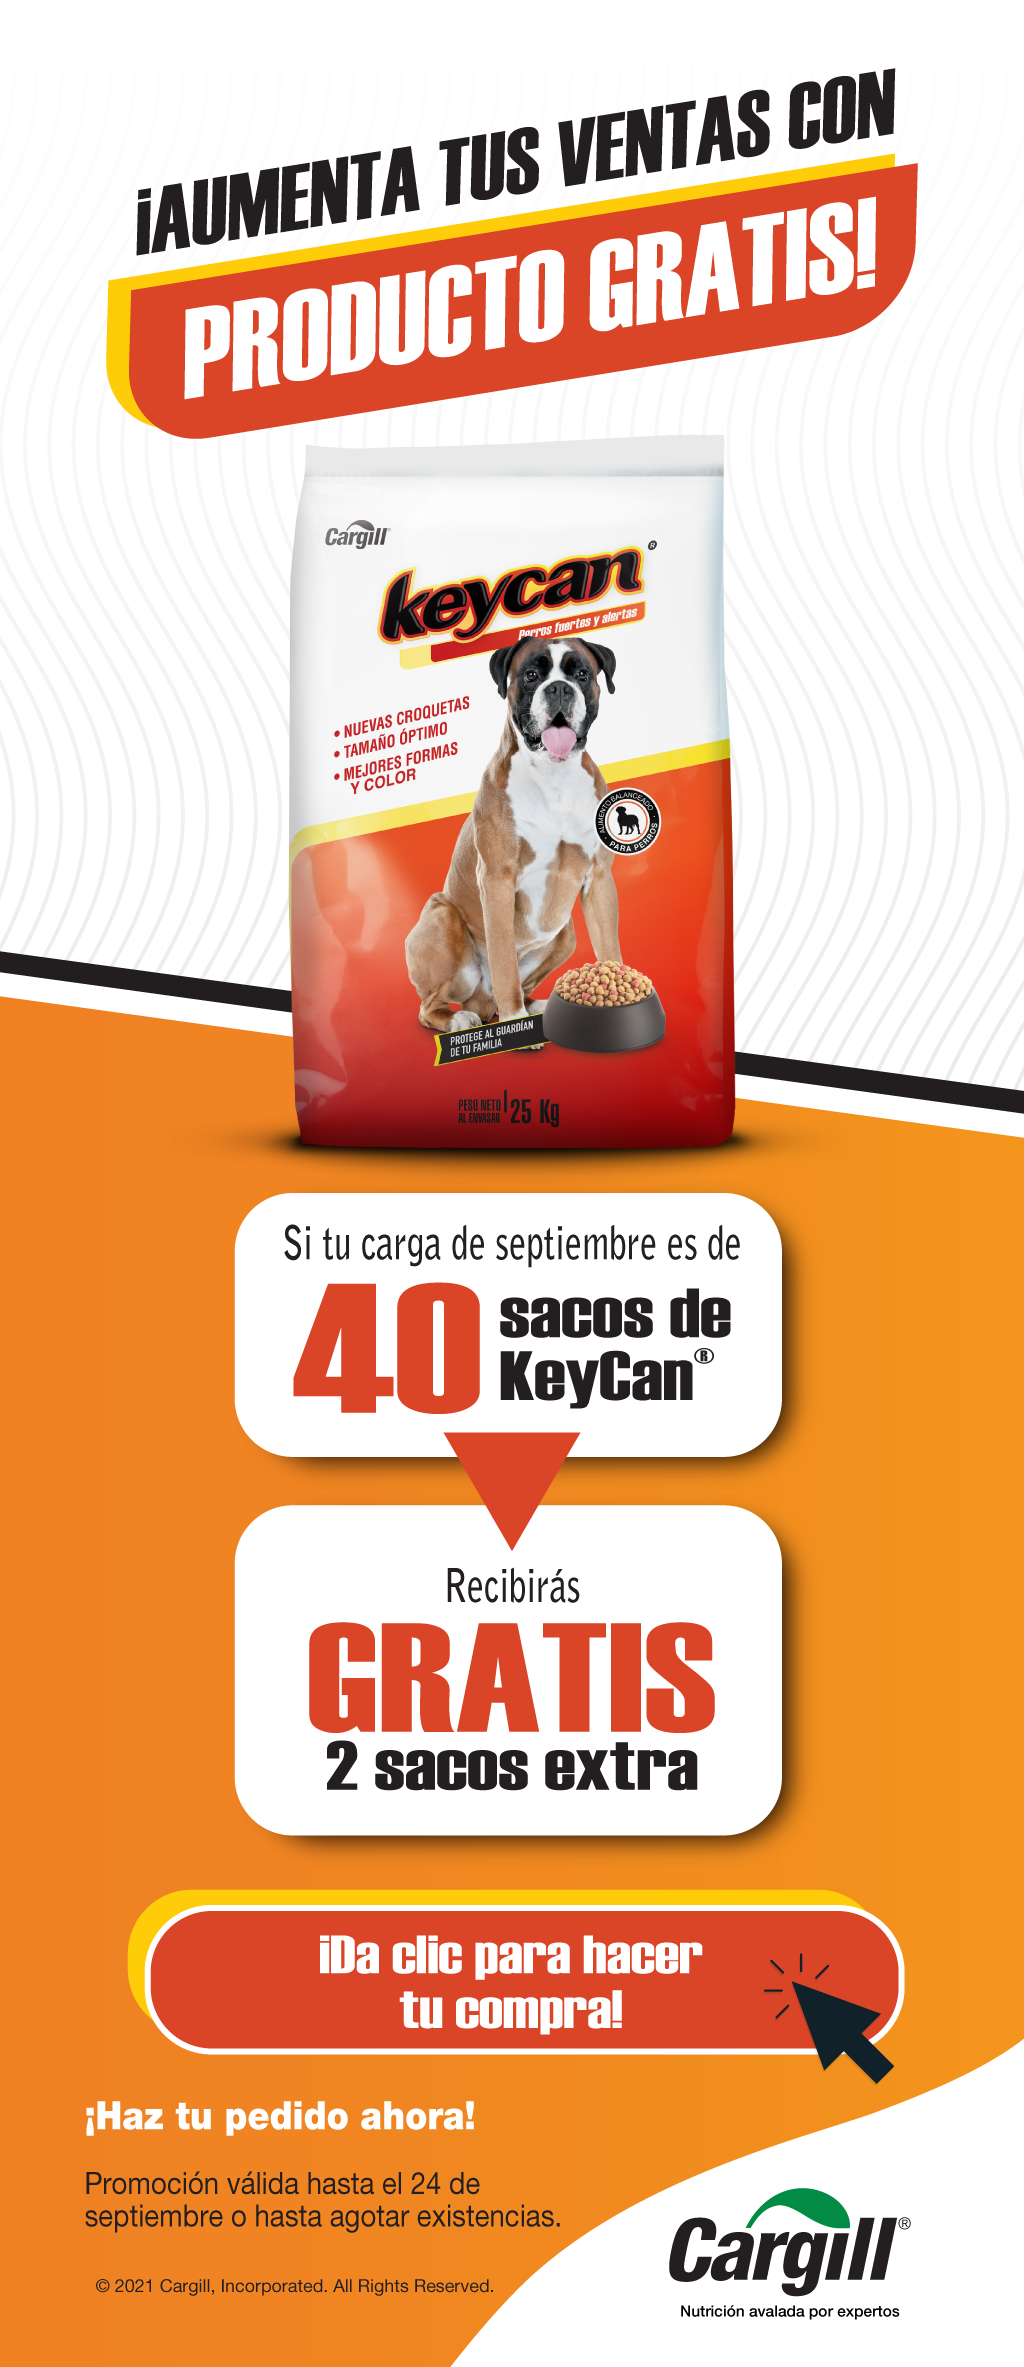 ¡AUMENTA TUS VENTAS CON
PRODUCTO GRATIS!
Cargill
keycan®
Perros fuertes y alertas
• NUEVAS CROQUETAS
• TAMAÑO ÓPTIMO
• MEJORES FORMAS
Y COLOR
ALIMENTO BALANCEADO
• PARA PERROS •
PROTEGE AL GUARDÍAN
DE TU FAMILIA
PESO NETO
AL ENVASAR
25 Kg
Si tu carga de septiembre es de
40 sacos de
KeyCan®
Recibirás
GRATIS
2 sacos extra
¡Da clic para hacer
tu compra!
¡Haz tu pedido ahora!
Promoción válida hasta el 24 de
septiembre o hasta agotar existencias.
© 2021 Cargill, Incorporated. All Rights Reserved.
Cargill®
Nutrición avalada por expertos